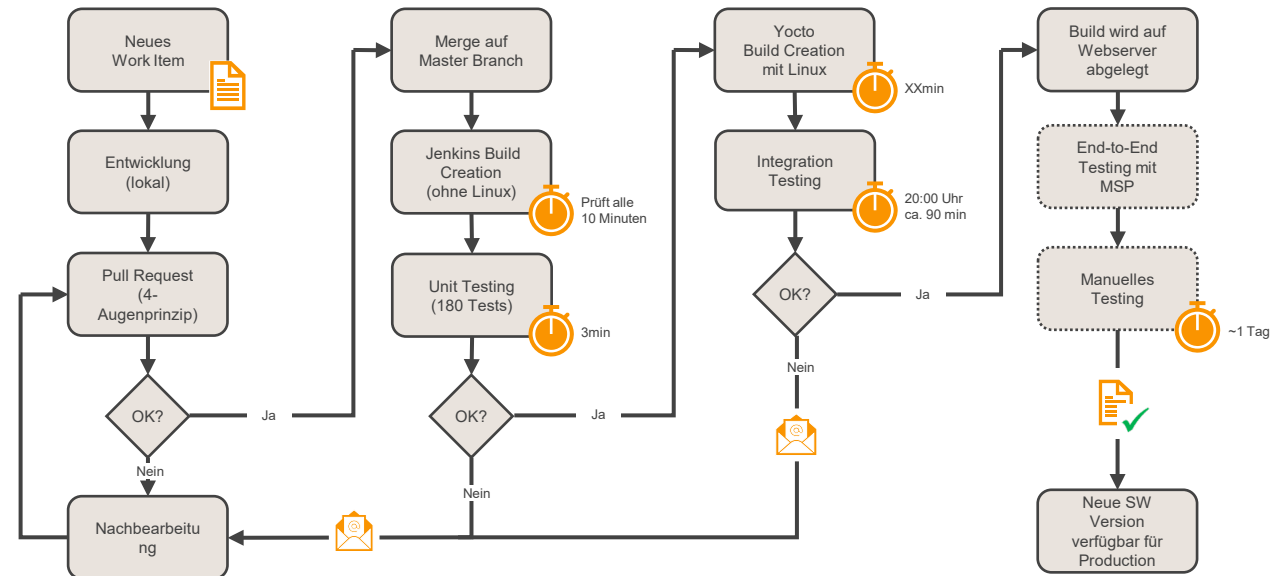 Neues
Work Item
Entwicklung
(lokal)
Pull Request
(4-
Augenprinzip)
OK?
Ja
Nein
Nachbearbeitu
ng
Merge auf
Master Branch
Jenkins Build
Creation
(ohne Linux)
Prüft alle
10 Minuten
Unit Testing
(180 Tests)
3min
OK?
Ja
Nein
@
Yocto
Build Creation
mit Linux
XXmin
Integration
Testing
20:00 Uhr
ca. 90 min
OK?
Ja
Nein
@
Build wird auf
Webserver
abgelegt
End-to-End
Testing mit
MSP
Manuelles
Testing
~1 Tag
Neue SW
Version
verfügbar für
Production